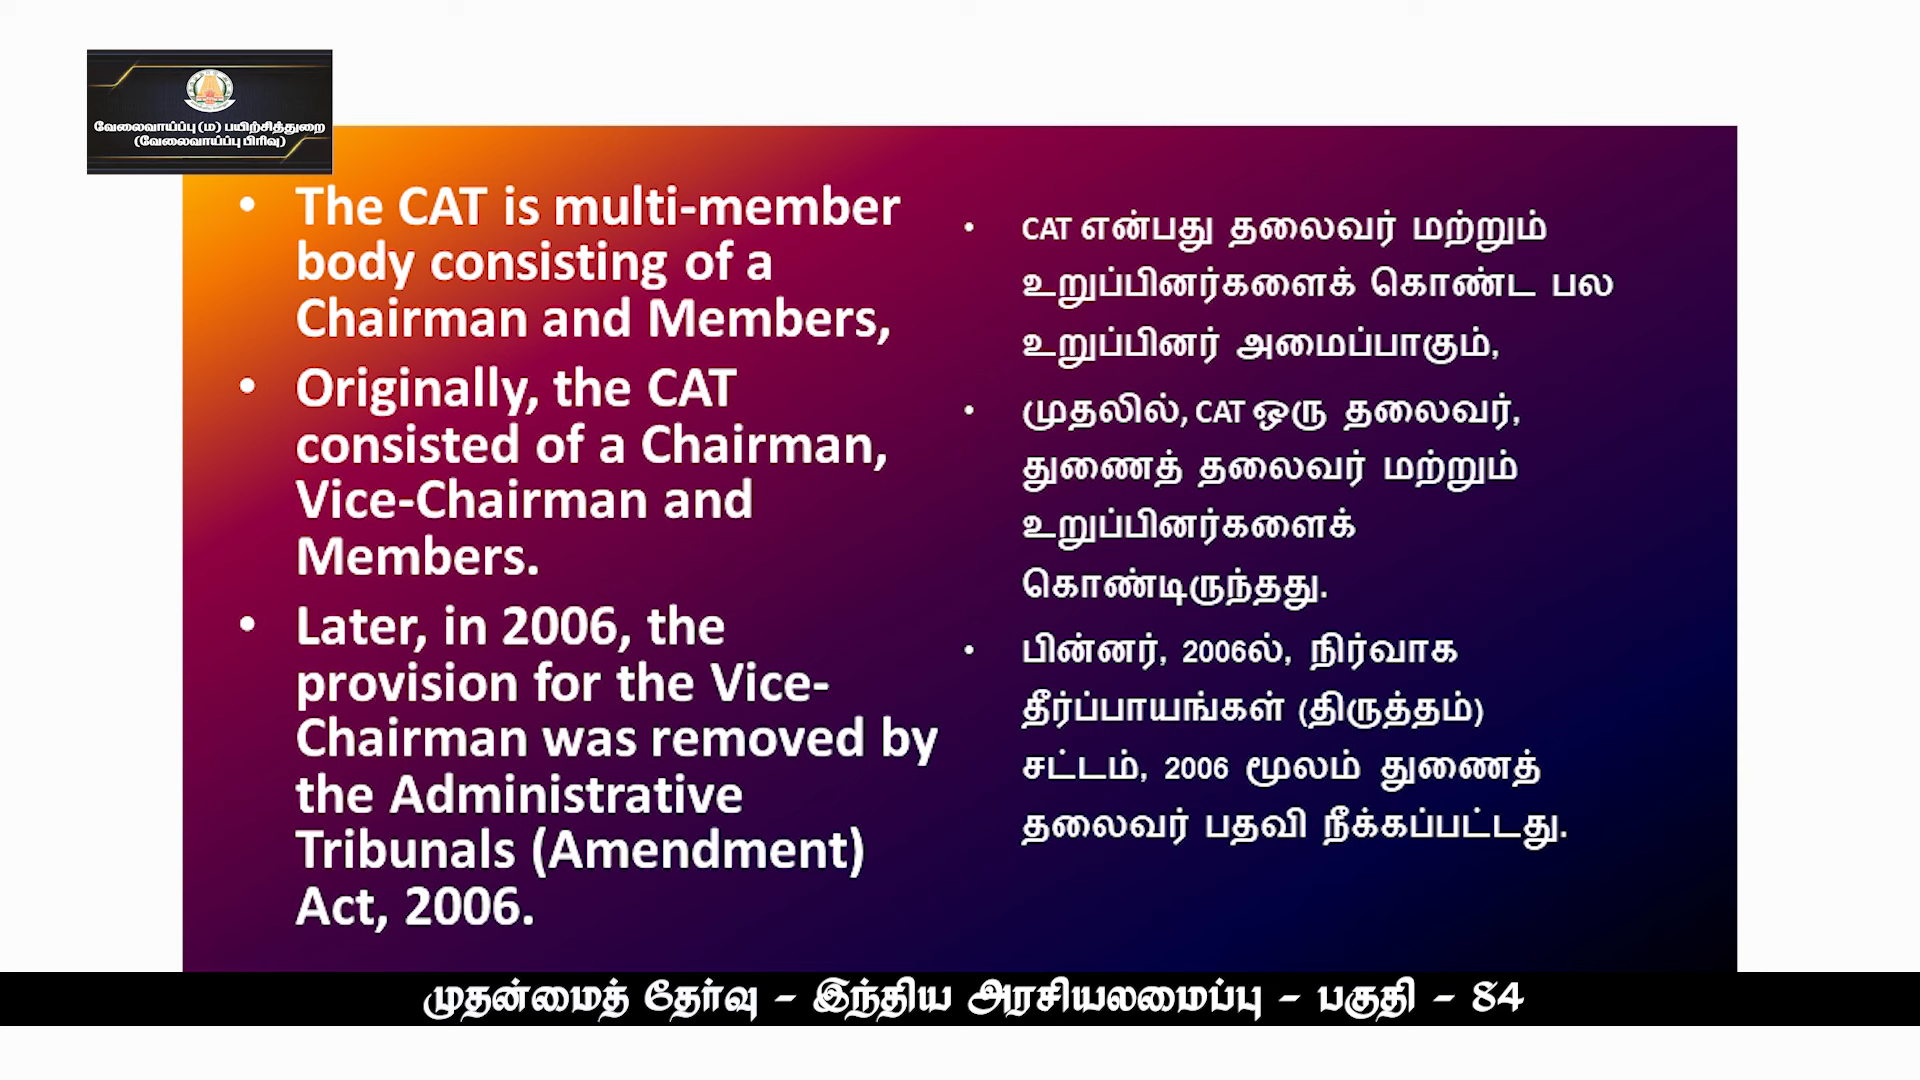 வேலைவாய்ப்பு (ம) பயிற்சித்துறை
(வேலைவாய்ப்பு பிரிவு)
• The CAT is multi-member
body consisting of a
Chairman and Members,
• Originally, the CAT
consisted of a Chairman,
Vice-Chairman and
Members.
• Later, in 2006, the
provision for the Vice-
Chairman was removed by
the Administrative
Tribunals (Amendment)
Act, 2006.
• CAT என்பது தலைவர் மற்றும்
உறுப்பினர்களைக் கொண்ட பல
உறுப்பினர் அமைப்பாகும்,
• முதலில், CAT ஒரு தலைவர்,
துணைத் தலைவர் மற்றும்
உறுப்பினர்களைக்
கொண்டிருந்தது.
• பின்னர், 2006ல், நிர்வாக
தீர்ப்பாயங்கள் (திருத்தம்)
சட்டம், 2006 மூலம் துணைத்
தலைவர் பதவி நீக்கப்பட்டது.
முதன்மைத் தேர்வு - இந்திய அரசியலமைப்பு - பகுதி - 84